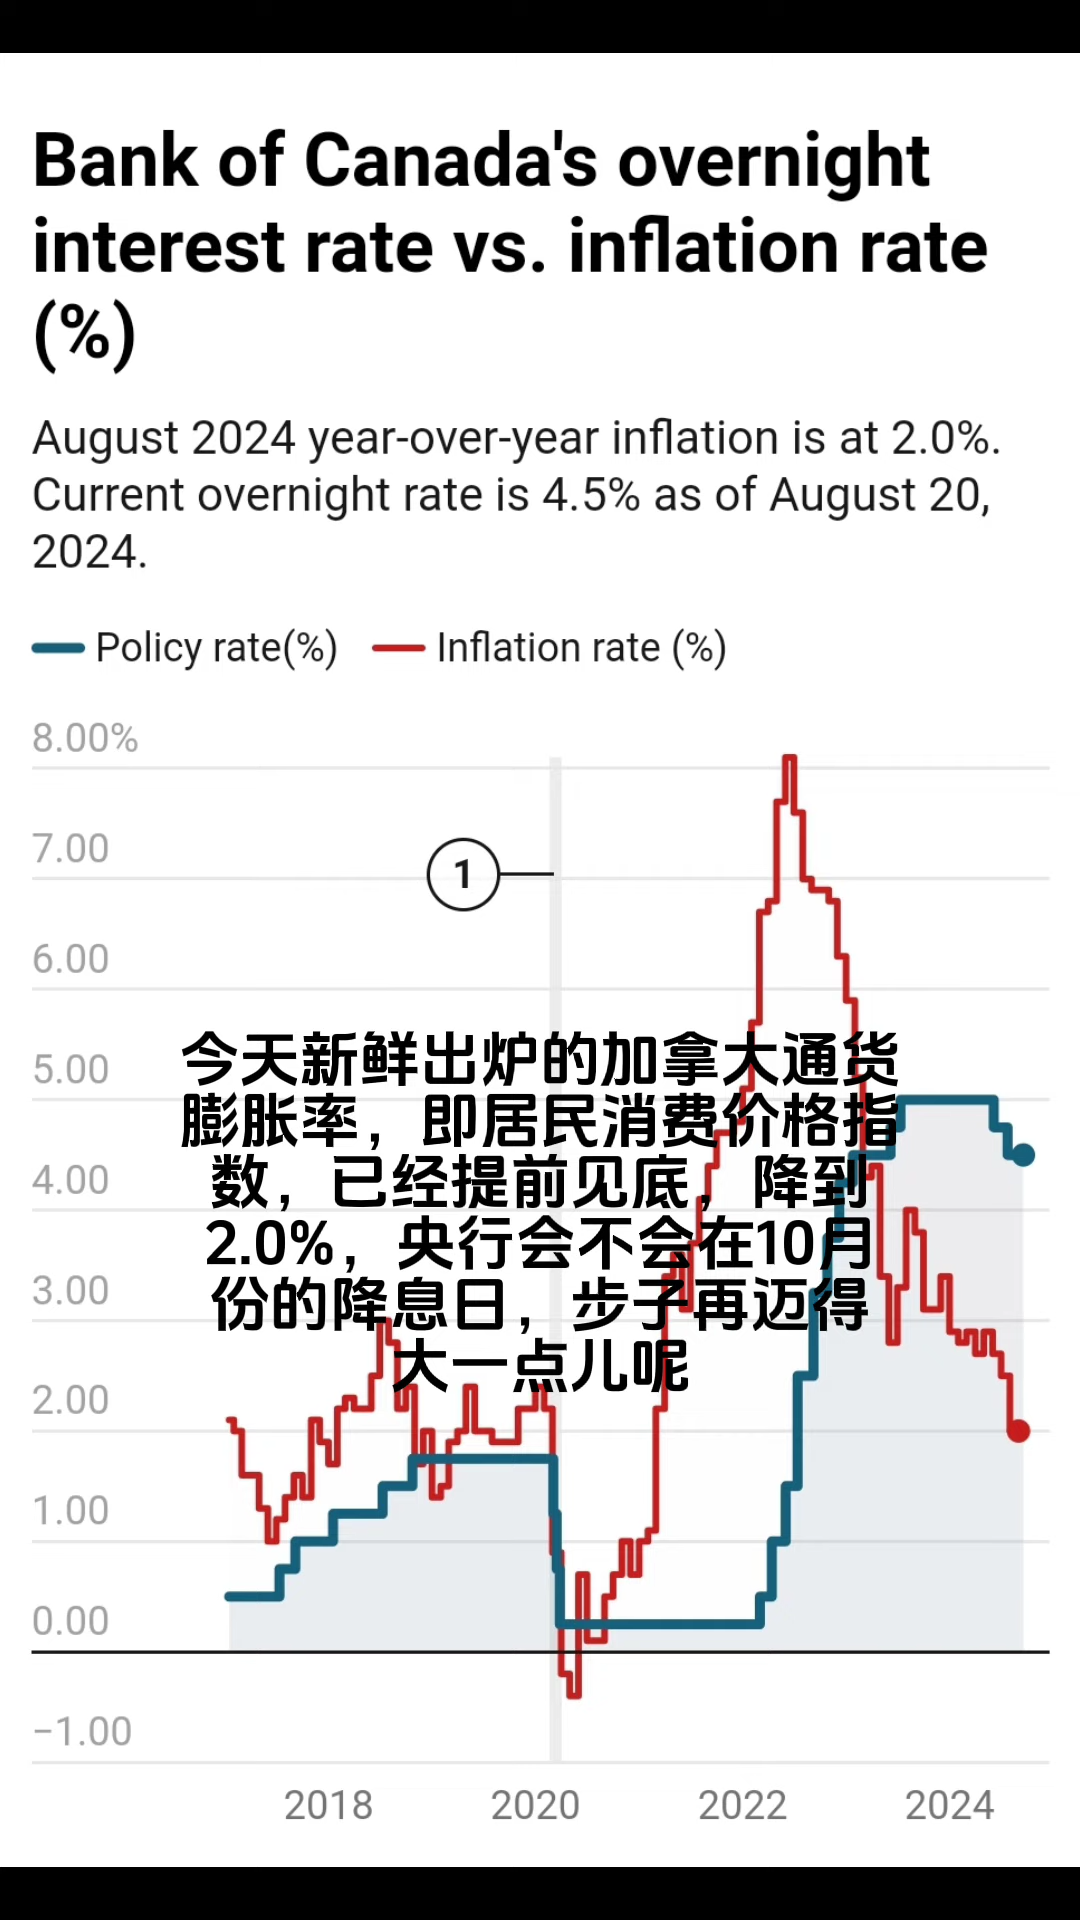 Bank of Canada's overnight
interest rate vs. inflation rate
(%)
August 2024 year-over-year inflation is at 2.0%.
Current overnight rate is 4.5% as of August 20,
2024.
Policy rate(%) Inflation rate (%)
8.00%
7.00
1
6.00
5.00
4.00
3.00
2.00
1.00
0.00
−1.00
今天新鲜出炉的加拿大通货
膨胀率，即居民消费价格指
数，已经提前见底，降到
2.0%，央行会不会在10月
份的降息日，步子再迈得
大一点儿呢
2018 2020 2022 2024